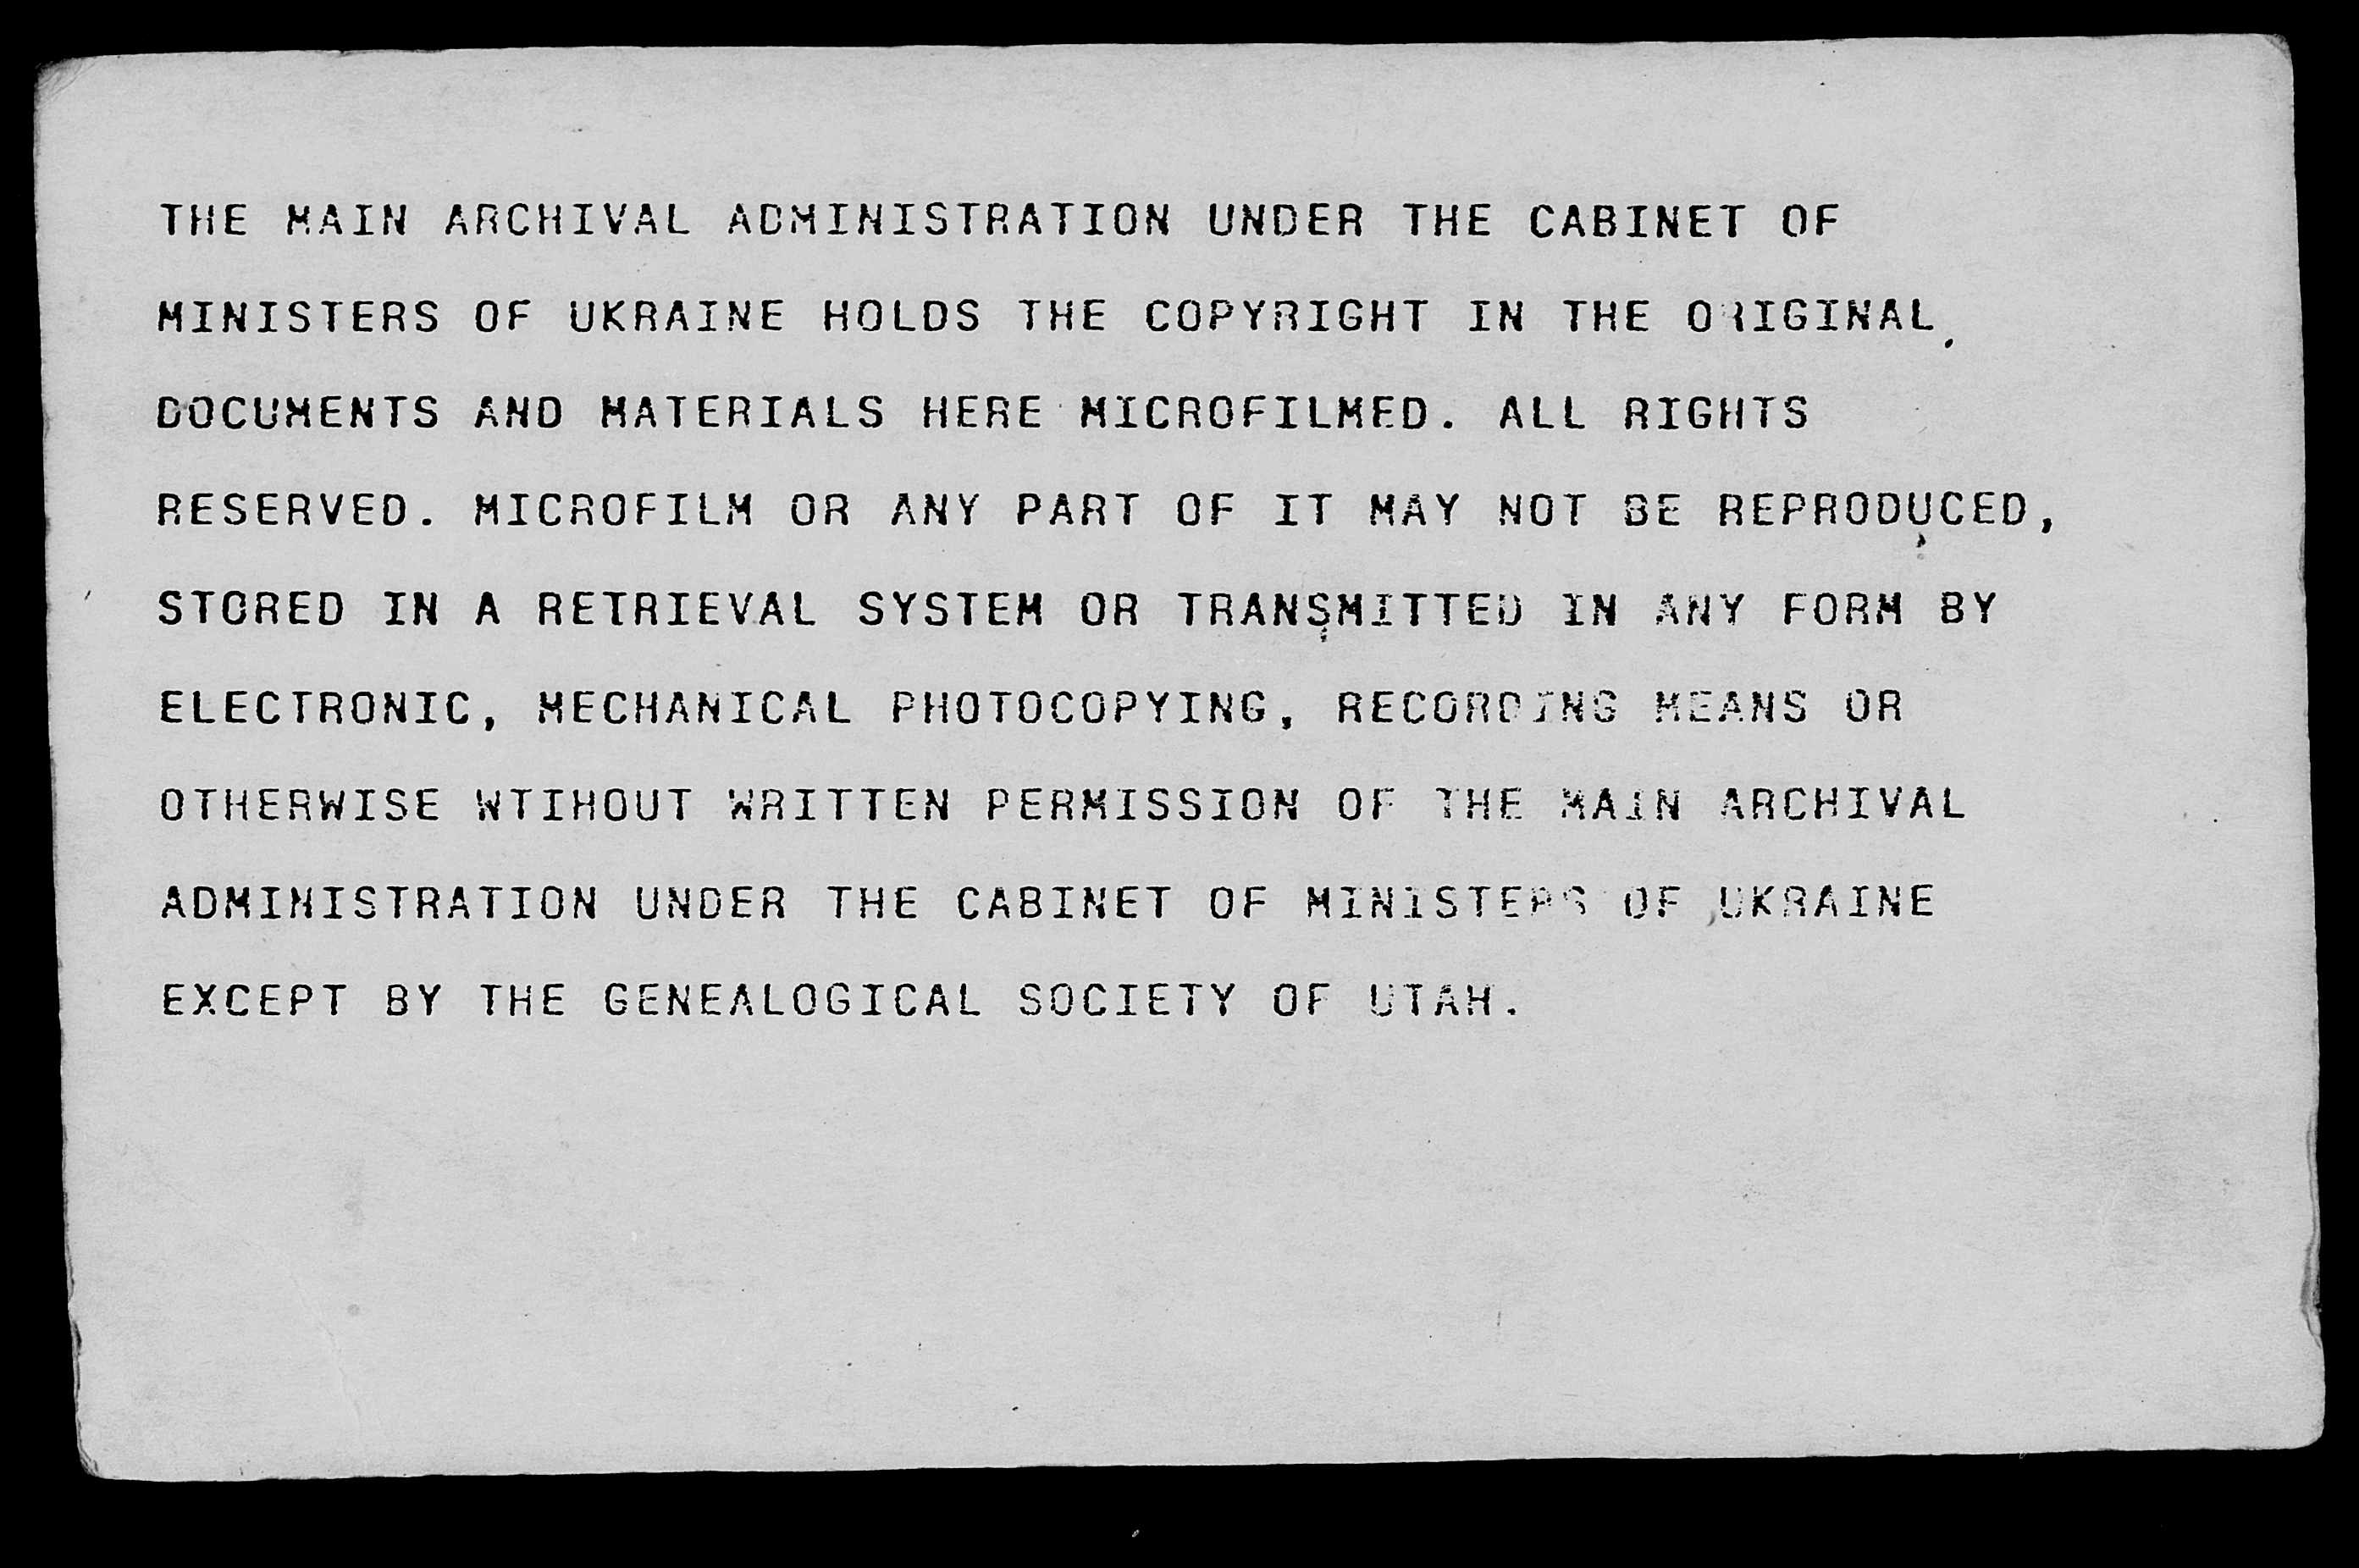 THE MAIN ARCHIVAL ADMINISTRATION UNDER THE CABINET OF
MINISTERS OF UKRAINE HOLDS THE COPYRIGHT IN THE ORIGINAL
DOCUMENTS AND MATERIALS HERE MICROFILMED. ALL RIGHTS
RESERVED. MICROFILM OR ANY PART OF IT MAY NOT BE REPRODUCED,
STORED IN A RETRIEVAL SYSTEM OR TRANSMITTED IN ANY FORM BY
ELECTRONIC, MECHANICAL PHOTOCOPYING, RECORDING MEANS OR
OTHERWISE WTIHOUT WRITTEN PERMISSION OF THE MAIN ARCHIVAL
ADMINISTRATION UNDER THE CABINET OF MINISTERS OF UKRAINE
EXCEPT BY THE GENEALOGICAL SOCIETY OF UTAH.